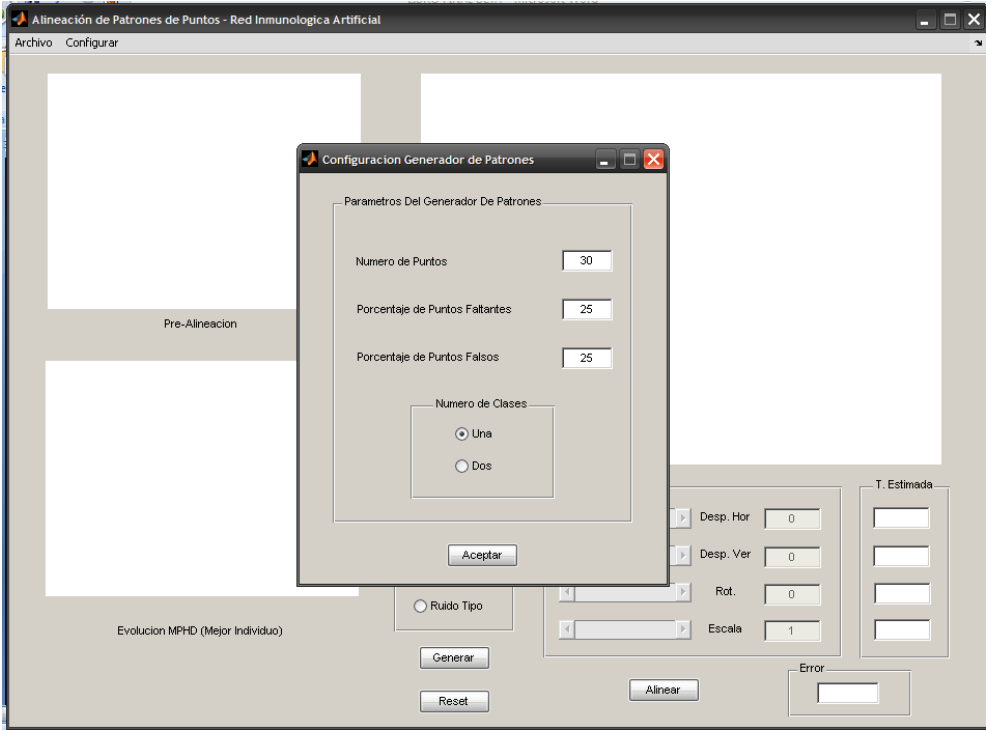 Alineación de Patrones de Puntos - Red Inmunologica Artificial
Archivo Configurar
Configuracion Generador de Patrones
Parametros Del Generador De Patrones
Numero de Puntos 30
Porcentaje de Puntos Faltantes 25
Porcentaje de Puntos Falsos 25
Numero de Clases
Una
Dos
Aceptar
Pre-Alineacion
Evolucion MPHD (Mejor Individuo)
Ruido Tipo
Generar
Reset
Desp. Hor 0
Desp. Ver 0
Rot. 0
Escala 1
T. Estimada
Alinear
Error